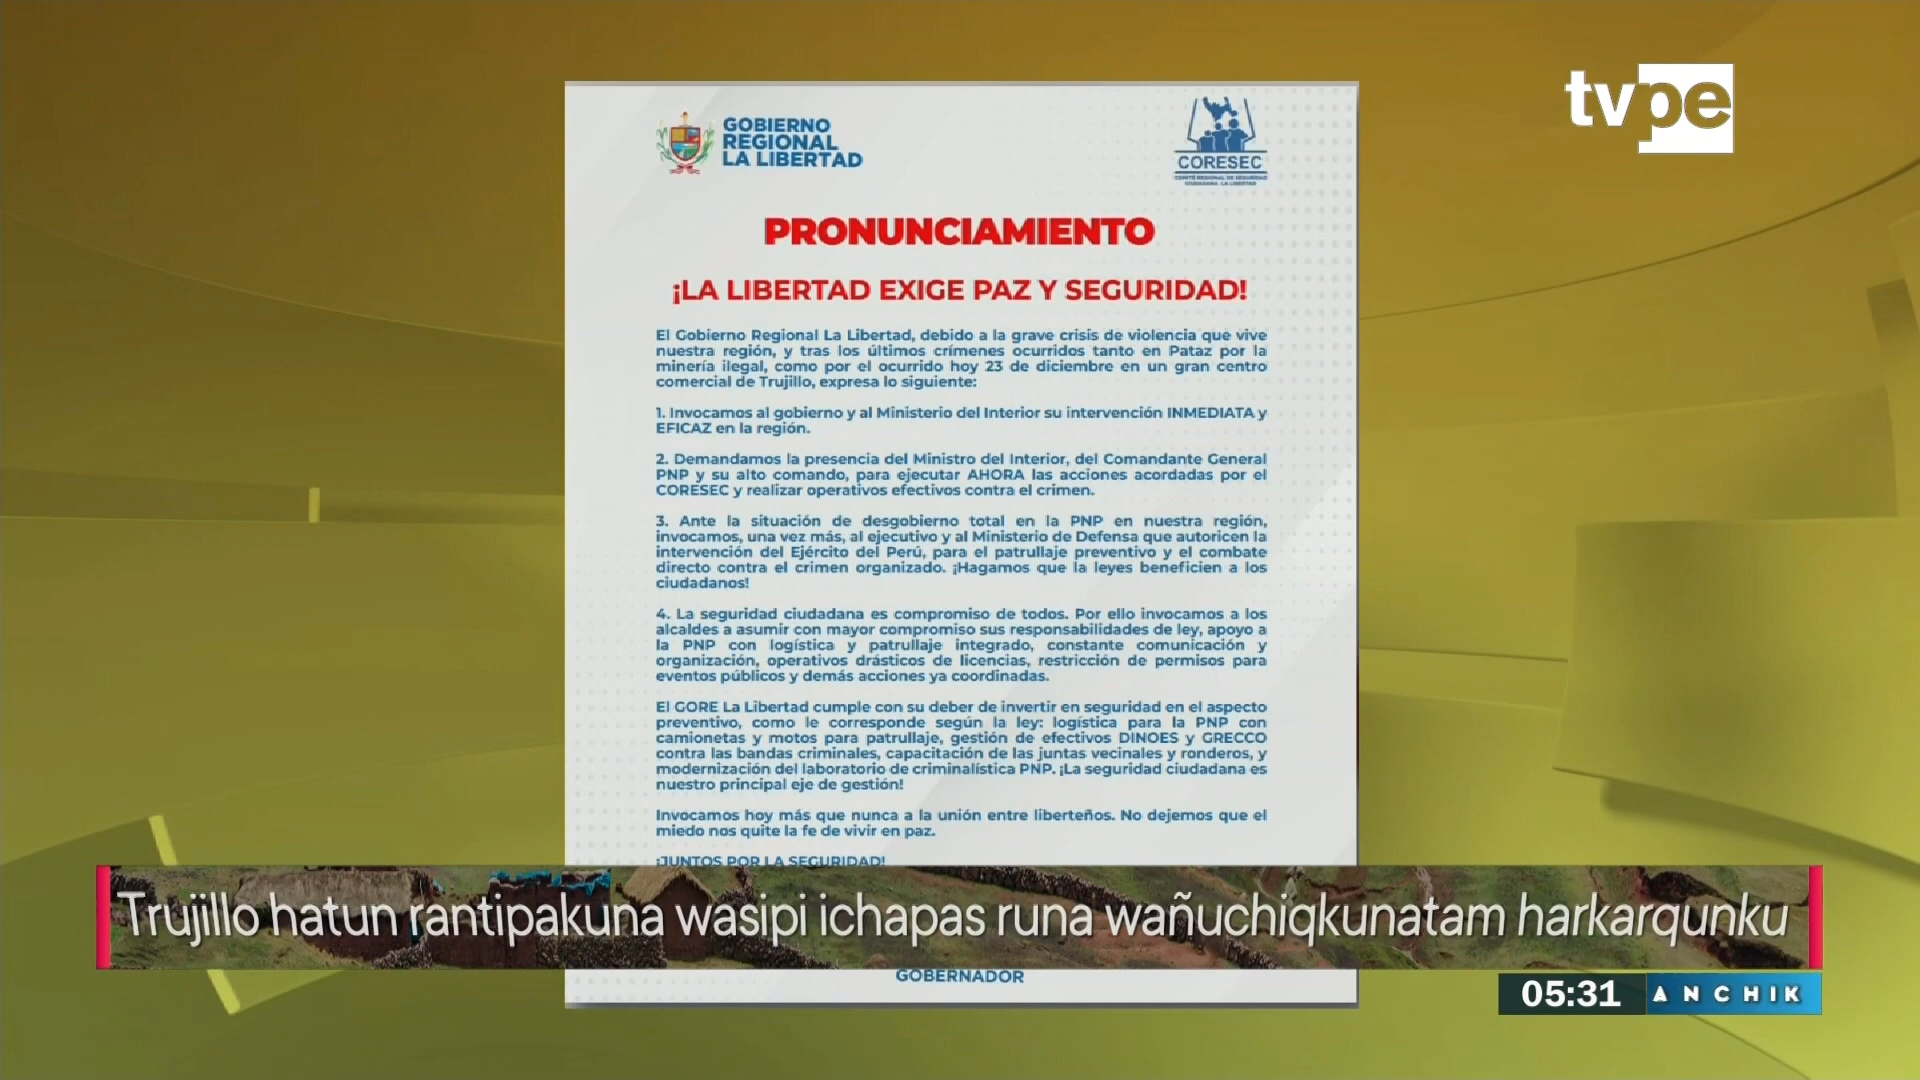 tvpe
GOBIERNO
REGIONAL
LA LIBERTAD
CORESEC
COMITÉ REGIONAL DE SEGURIDAD
CIUDADANA LA LIBERTAD
PRONUNCIAMIENTO
¡LA LIBERTAD EXIGE PAZ Y SEGURIDAD!
El Gobierno Regional La Libertad, debido a la grave crisis de violencia que vive
nuestra región, y tras los últimos crímenes ocurridos tanto en Pataz por la
minería ilegal, como por el ocurrido hoy 23 de diciembre en un gran centro
comercial de Trujillo, expresa lo siguiente:
1. Invocamos al gobierno y al Ministerio del Interior su intervención INMEDIATA y
EFICAZ en la región.
2. Demandamos la presencia del Ministro del Interior, del Comandante General
PNP y su alto comando, para ejecutar AHORA las acciones acordadas por el
CORESEC y realizar operativos efectivos contra el crimen.
3. Ante la situación de desgobierno total en la PNP en nuestra región,
invocamos, una vez más, al ejecutivo y al Ministerio de Defensa que autoricen la
intervención del Ejército del Perú, para el patrullaje preventivo y el combate
directo contra el crimen organizado. ¡Hagamos que la leyes beneficien a los
ciudadanos!
4. La seguridad ciudadana es compromiso de todos. Por ello invocamos a los
alcaldes a asumir con mayor compromiso sus responsabilidades de ley, apoyo a
la PNP con logística y patrullaje integrado, constante comunicación y
organización, operativos drásticos de licencias, restricción de permisos para
eventos públicos y demás acciones ya coordinadas.
El GORE La Libertad cumple con su deber de invertir en seguridad en el aspecto
preventivo, como le corresponde según la ley: logística para la PNP con
camionetas y motos para patrullaje, gestión de efectivos DINOES y GRECCO
contra las bandas criminales, capacitación de las juntas vecinales y ronderos, y
modernización del laboratorio de criminalística PNP. ¡La seguridad ciudadana es
nuestro principal eje de gestión!
Invocamos hoy más que nunca a la unión entre liberteños. No dejemos que el
miedo nos quite la fe de vivir en paz.
¡JUNTOS POR LA SEGURIDAD!
Trujillo hatun rantipakuna wasipi ichapas runa wañuchiqkunatam harkarqunku
GOBERNADOR
05:31 ANCHIK